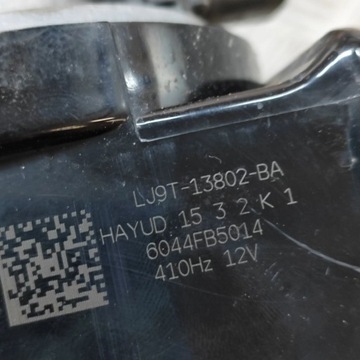 LJ9T-13802-BA
HAYUD 15 3 2 K 1
6044FB5014
410Hz 12V